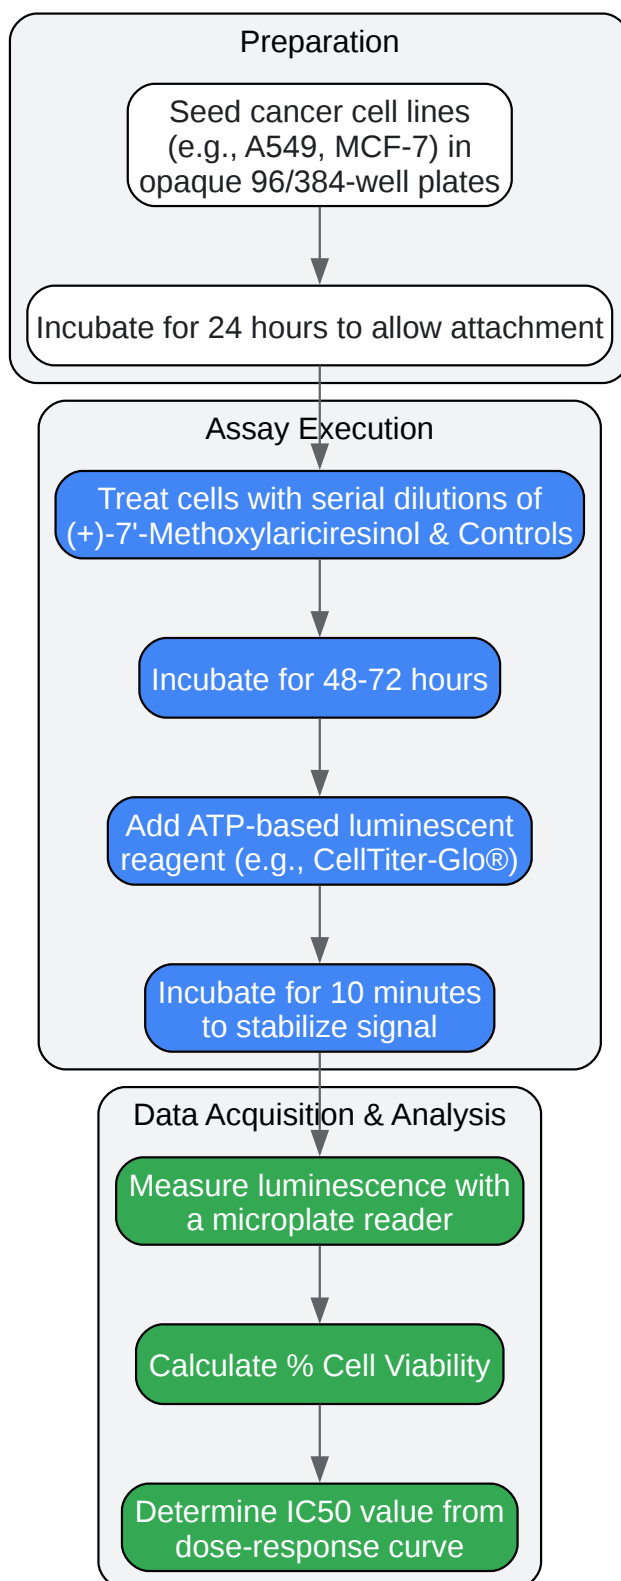 Preparation
Seed cancer cell lines
(e.g., A549, MCF-7) in
opaque 96/384-well plates
Incubate for 24 hours to allow attachment
Assay Execution
Treat cells with serial dilutions of
(+)-7'-Methoxylariciresinol & Controls
Incubate for 48-72 hours
Add ATP-based luminescent
reagent (e.g., CellTiter-Glo®)
Incubate for 10 minutes
to stabilize signal
Data Acquisition & Analysis
Measure luminescence with
a microplate reader
Calculate % Cell Viability
Determine IC50 value from
dose-response curve